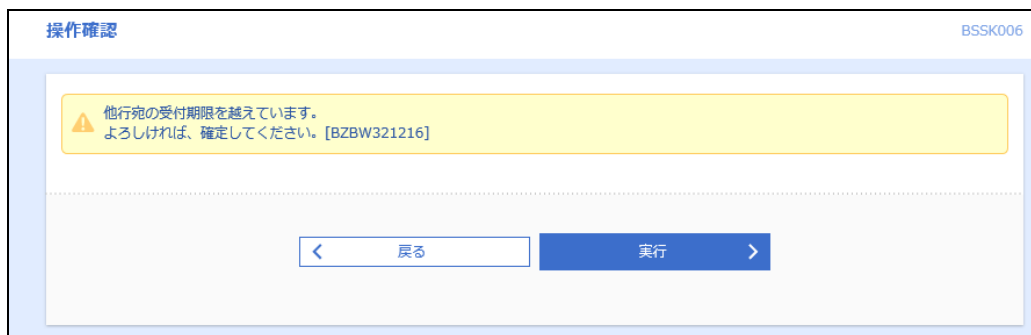 操作確認
BSSK006
他行宛の受付期限を越えています。
よろしければ、確定してください。[BZBW321216]
戻る
実行